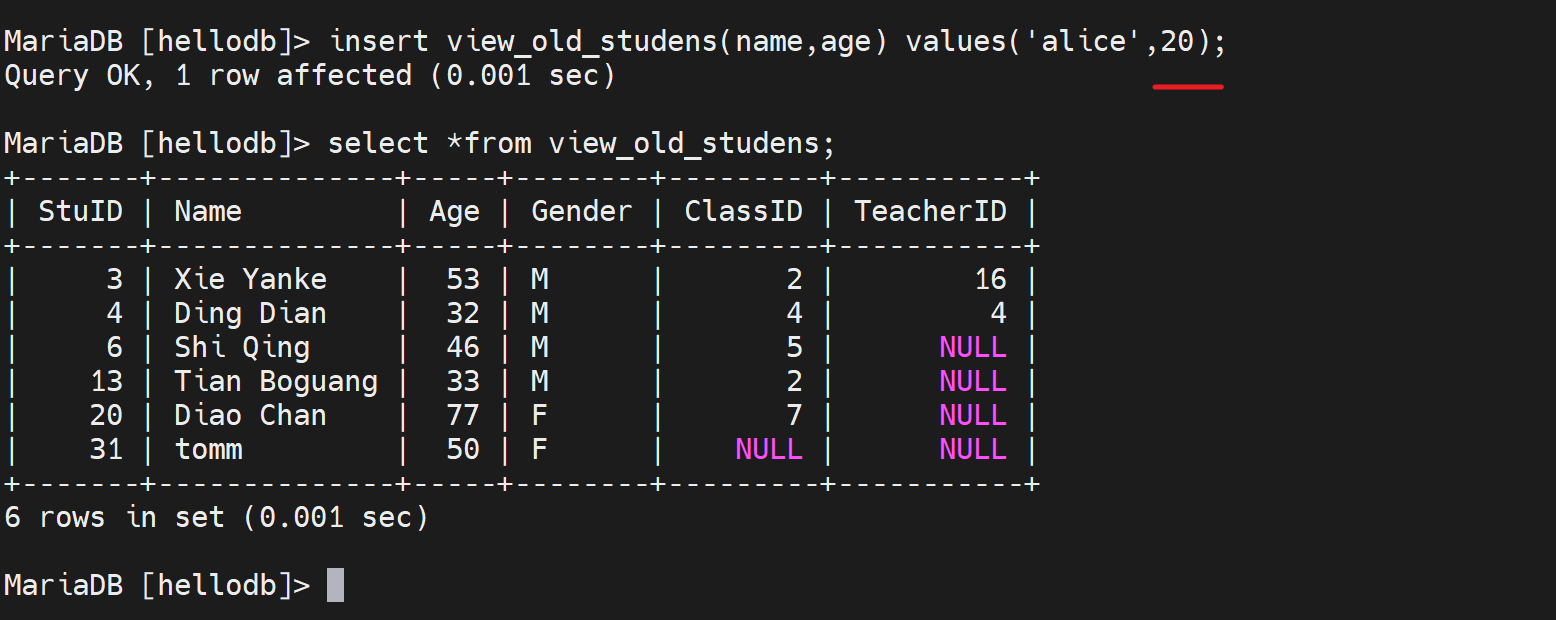 MariaDB [hellodb]> insert view_old_studens(name,age) values('alice',20);
Query OK, 1 row affected (0.001 sec)
MariaDB [hellodb]> select *from view_old_studens;
+-------+--------------+-----+--------+---------+-----------+
| StuID | Name         | Age | Gender | ClassID | TeacherID |
+-------+--------------+-----+--------+---------+-----------+
|     3 | Xie Yanke    |  53 | M      |       2 |        16 |
|     4 | Ding Dian    |  32 | M      |       4 |         4 |
|     6 | Shi Qing     |  46 | M      |       5 |      NULL |
|    13 | Tian Boguang |  33 | M      |       2 |      NULL |
|    20 | Diao Chan    |  77 | F      |       7 |      NULL |
|    31 | tomm         |  50 | F      |    NULL |      NULL |
+-------+--------------+-----+--------+---------+-----------+
6 rows in set (0.001 sec)
MariaDB [hellodb]>